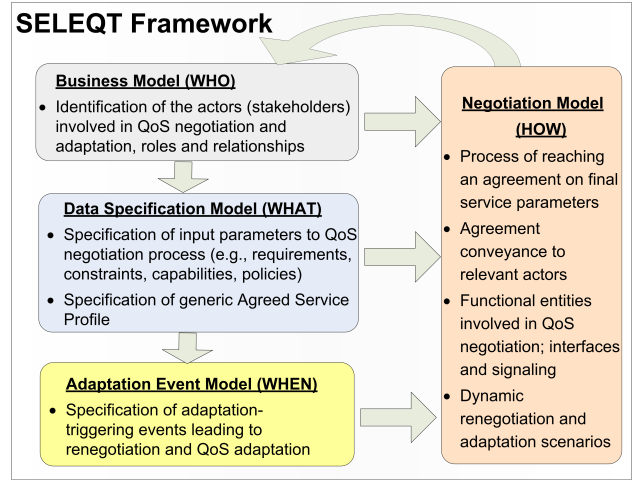 SELEQT Framework
Business Model (WHO)
• Identification of the actors (stakeholders)
involved in QoS negotiation and
adaptation, roles and relationships
Data Specification Model (WHAT)
• Specification of input parameters to QoS
negotiation process (e.g., requirements,
constraints, capabilities, policies)
• Specification of generic Agreed Service
Profile
Adaptation Event Model (WHEN)
• Specification of adaptation-
triggering events leading to
renegotiation and QoS adaptation
Negotiation Model
(HOW)
• Process of reaching
an agreement on final
service parameters
• Agreement
conveyance to
relevant actors
• Functional entities
involved in QoS
negotiation; interfaces
and signaling
• Dynamic
renegotiation and
adaptation scenarios